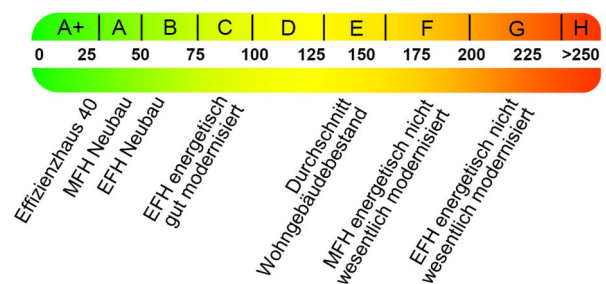 A+ A B C D E F G H
0 25 50 75 100 125 150 175 200 225 >250
Effizienzhaus 40
MFH Neubau
EFH Neubau
EFH energetisch
gut modernisiert
Durchschnitt
Wohngebäudebestand
MFH energetisch nicht
wesentlich modernisiert
EFH energetisch nicht
wesentlich modernisiert